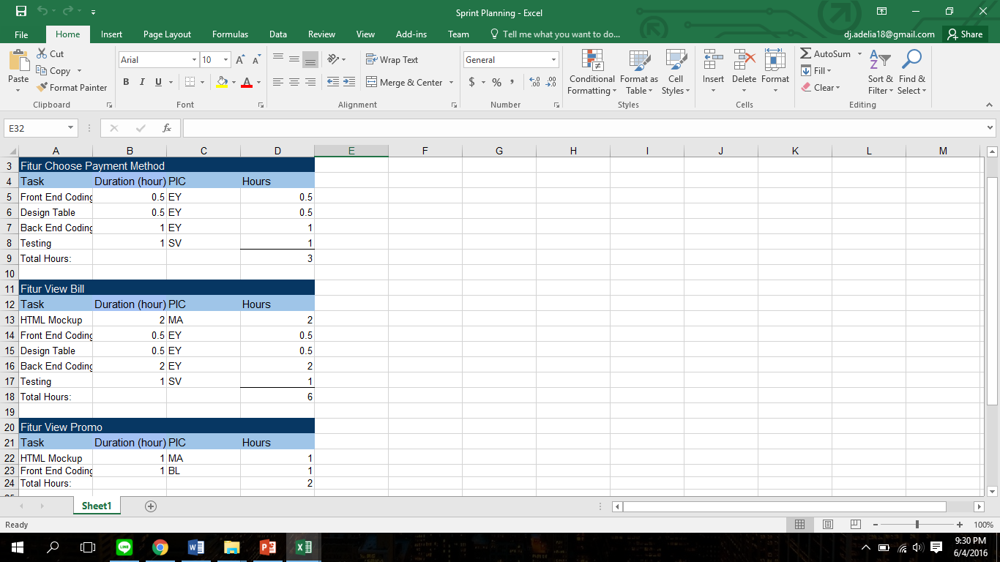 Sprint Planning - Excel
File Home Insert Page Layout Formulas Data Review View Add-ins Team Tell me what you want to do... dj.adelia18@gmail.com Share
Paste Cut Copy Format Painter Clipboard
Arial 10 A A B I U A Font
Wrap Text Merge & Center Alignment
General $ % , .00 Number
Conditional Formatting Format as Table Cell Styles Styles
Insert Delete Format Cells
AutoSum Fill Clear Sort & Filter Find & Select Editing
E32 fx
A B C D E F G H I J K L M
3 Fitur Choose Payment Method
4 Task Duration (hour) PIC Hours
5 Front End Coding 0.5 EY 0.5
6 Design Table 0.5 EY 0.5
7 Back End Coding 1 EY 1
8 Testing 1 SV 1
9 Total Hours: 3
10
11 Fitur View Bill
12 Task Duration (hour) PIC Hours
13 HTML Mockup 2 MA 2
14 Front End Coding 0.5 EY 0.5
15 Design Table 0.5 EY 0.5
16 Back End Coding 2 EY 2
17 Testing 1 SV 1
18 Total Hours: 6
19
20 Fitur View Promo
21 Task Duration (hour) PIC Hours
22 HTML Mockup 1 MA 1
23 Front End Coding 1 BL 1
24 Total Hours: 2
Sheet1
Ready 100%
LINE 9:30 PM
6/4/2016